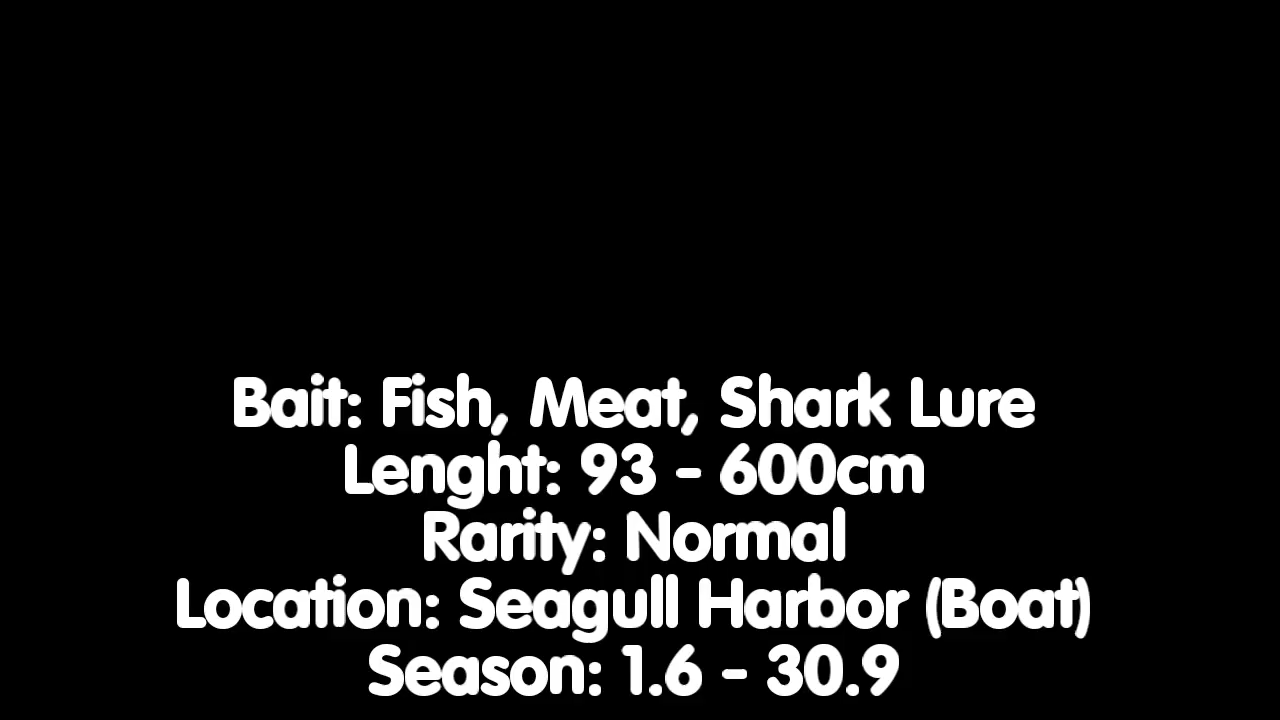 Bait: Fish, Meat, Shark Lure
Lenght: 93 - 600cm
Rarity: Normal
Location: Seagull Harbor (Boat)
Season: 1.6 - 30.9